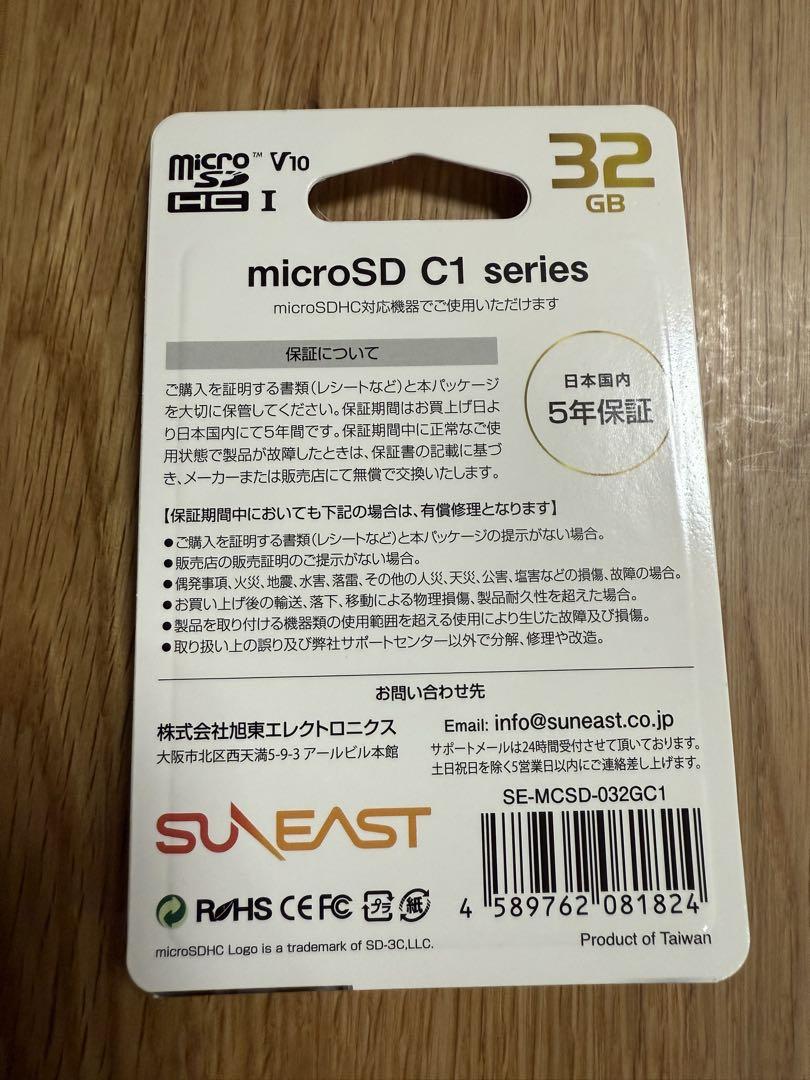 micro SD HC I ™ V10
32 GB
microSD C1 series
microSDHC対応機器でご使用いただけます
保証について
ご購入を証明する書類(レシートなど)と本パッケージ
を大切に保管してください。保証期間はお買上げ日よ
り日本国内にて5年間です。保証期間中に正常なご使
用状態で製品が故障したときは、保証書の記載に基づ
き、メーカーまたは販売店にて無償で交換いたします。
日本国内
5年保証
【保証期間中においても下記の場合は、有償修理となります】
●ご購入を証明する書類(レシートなど)と本パッケージの提示がない場合。
●販売店の販売証明のご提示がない場合。
●偶発事項、火災、地震、水害、落雷、その他の人災、天災、公害、塩害などの損傷、故障の場合。
●お買い上げ後の輸送、落下、移動による物理損傷、製品耐久性を超えた場合。
●製品を取り付ける機器類の使用範囲を超える使用により生じた故障及び損傷。
●取り扱い上の誤り及び弊社サポートセンター以外で分解、修理や改造。
お問い合わせ先
株式会社旭東エレクトロニクス
大阪市北区西天満5-9-3 アールビル本館
Email: info@suneast.co.jp
サポートメールは24時間受付させて頂いております。
土日祝日を除く5営業日以内にご連絡差し上げます。
SUNEAST
SE-MCSD-032GC1
4 589762 081824
RoHS CE FC プラ 紙
microSDHC Logo is a trademark of SD-3C,LLC.
Product of Taiwan